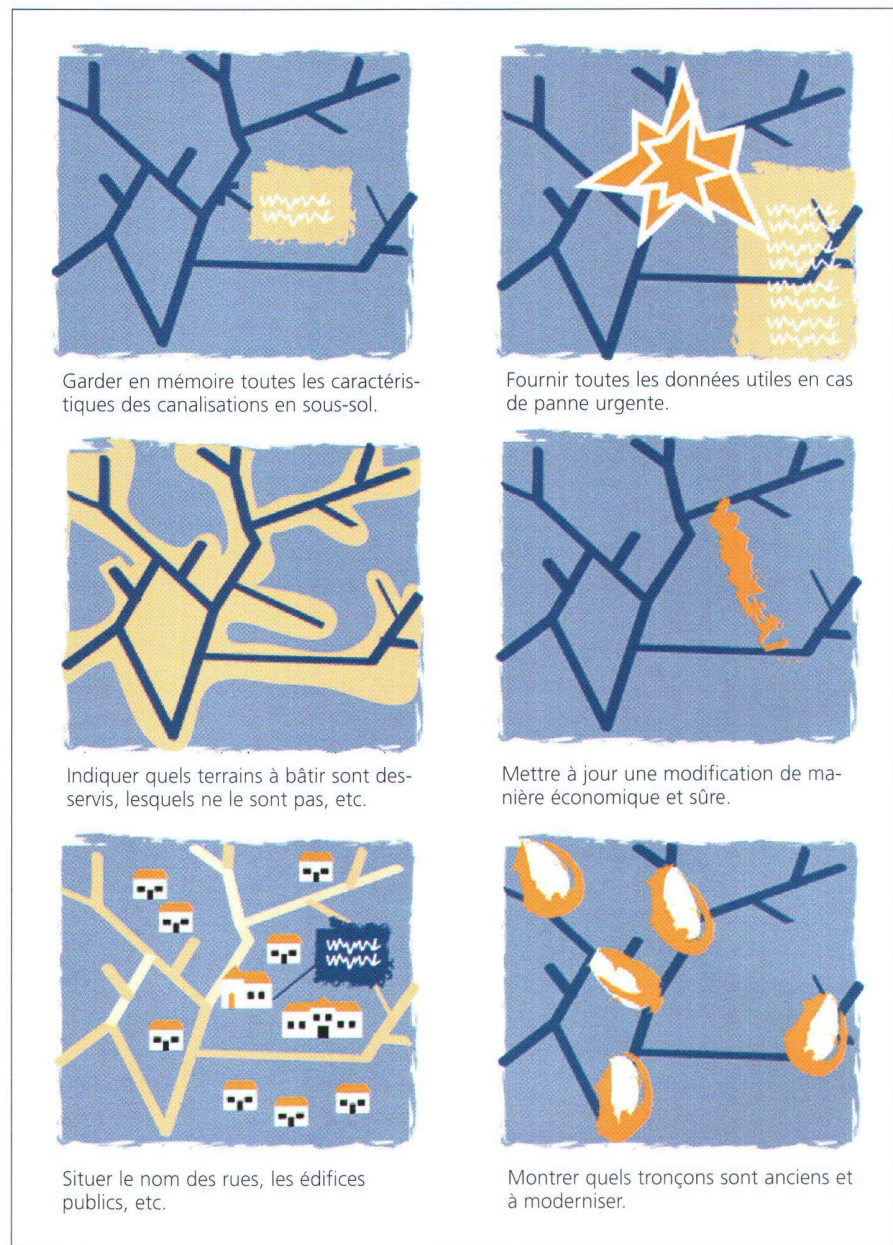 Garder en mémoire toutes les caractéris-
tiques des canalisations en sous-sol.
Fournir toutes les données utiles en cas
de panne urgente.
Indiquer quels terrains à bâtir sont des-
servis, lesquels ne le sont pas, etc.
Mettre à jour une modification de ma-
nière économique et sûre.
Situer le nom des rues, les édifices
publics, etc.
Montrer quels tronçons sont anciens et
à moderniser.